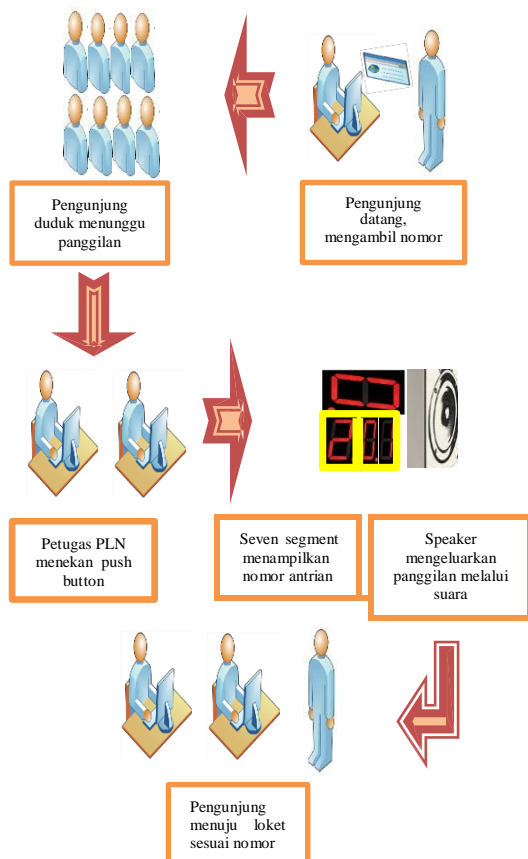 Pengunjung
duduk menunggu
panggilan
Pengunjung
datang,
mengambil nomor
Petugas PLN
menekan push
button
Seven segment
menampilkan
nomor antrian
Speaker
mengeluarkan
panggilan melalui
suara
Pengunjung
menuju loket
sesuai nomor